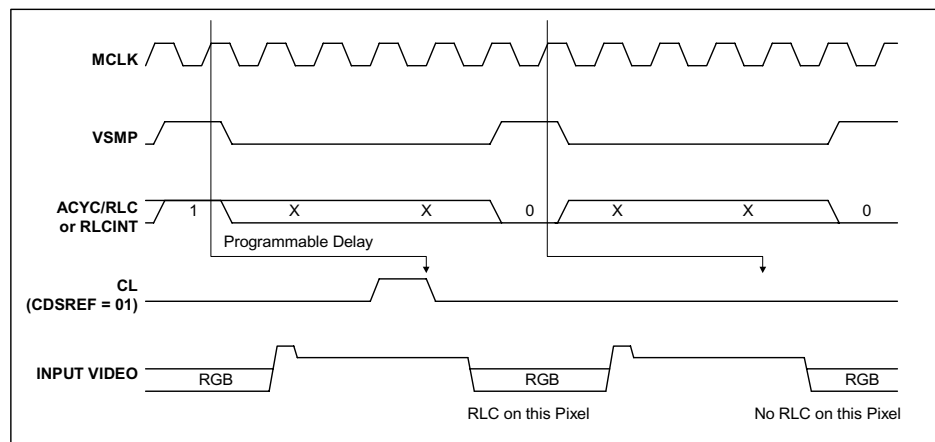 MCLK
VSMP
ACYC/RLC
or RLCINT
1 X X 0 X X 0
Programmable Delay
CL
(CDSREF = 01)
INPUT VIDEO
RGB RGB RGB
RLC on this Pixel No RLC on this Pixel